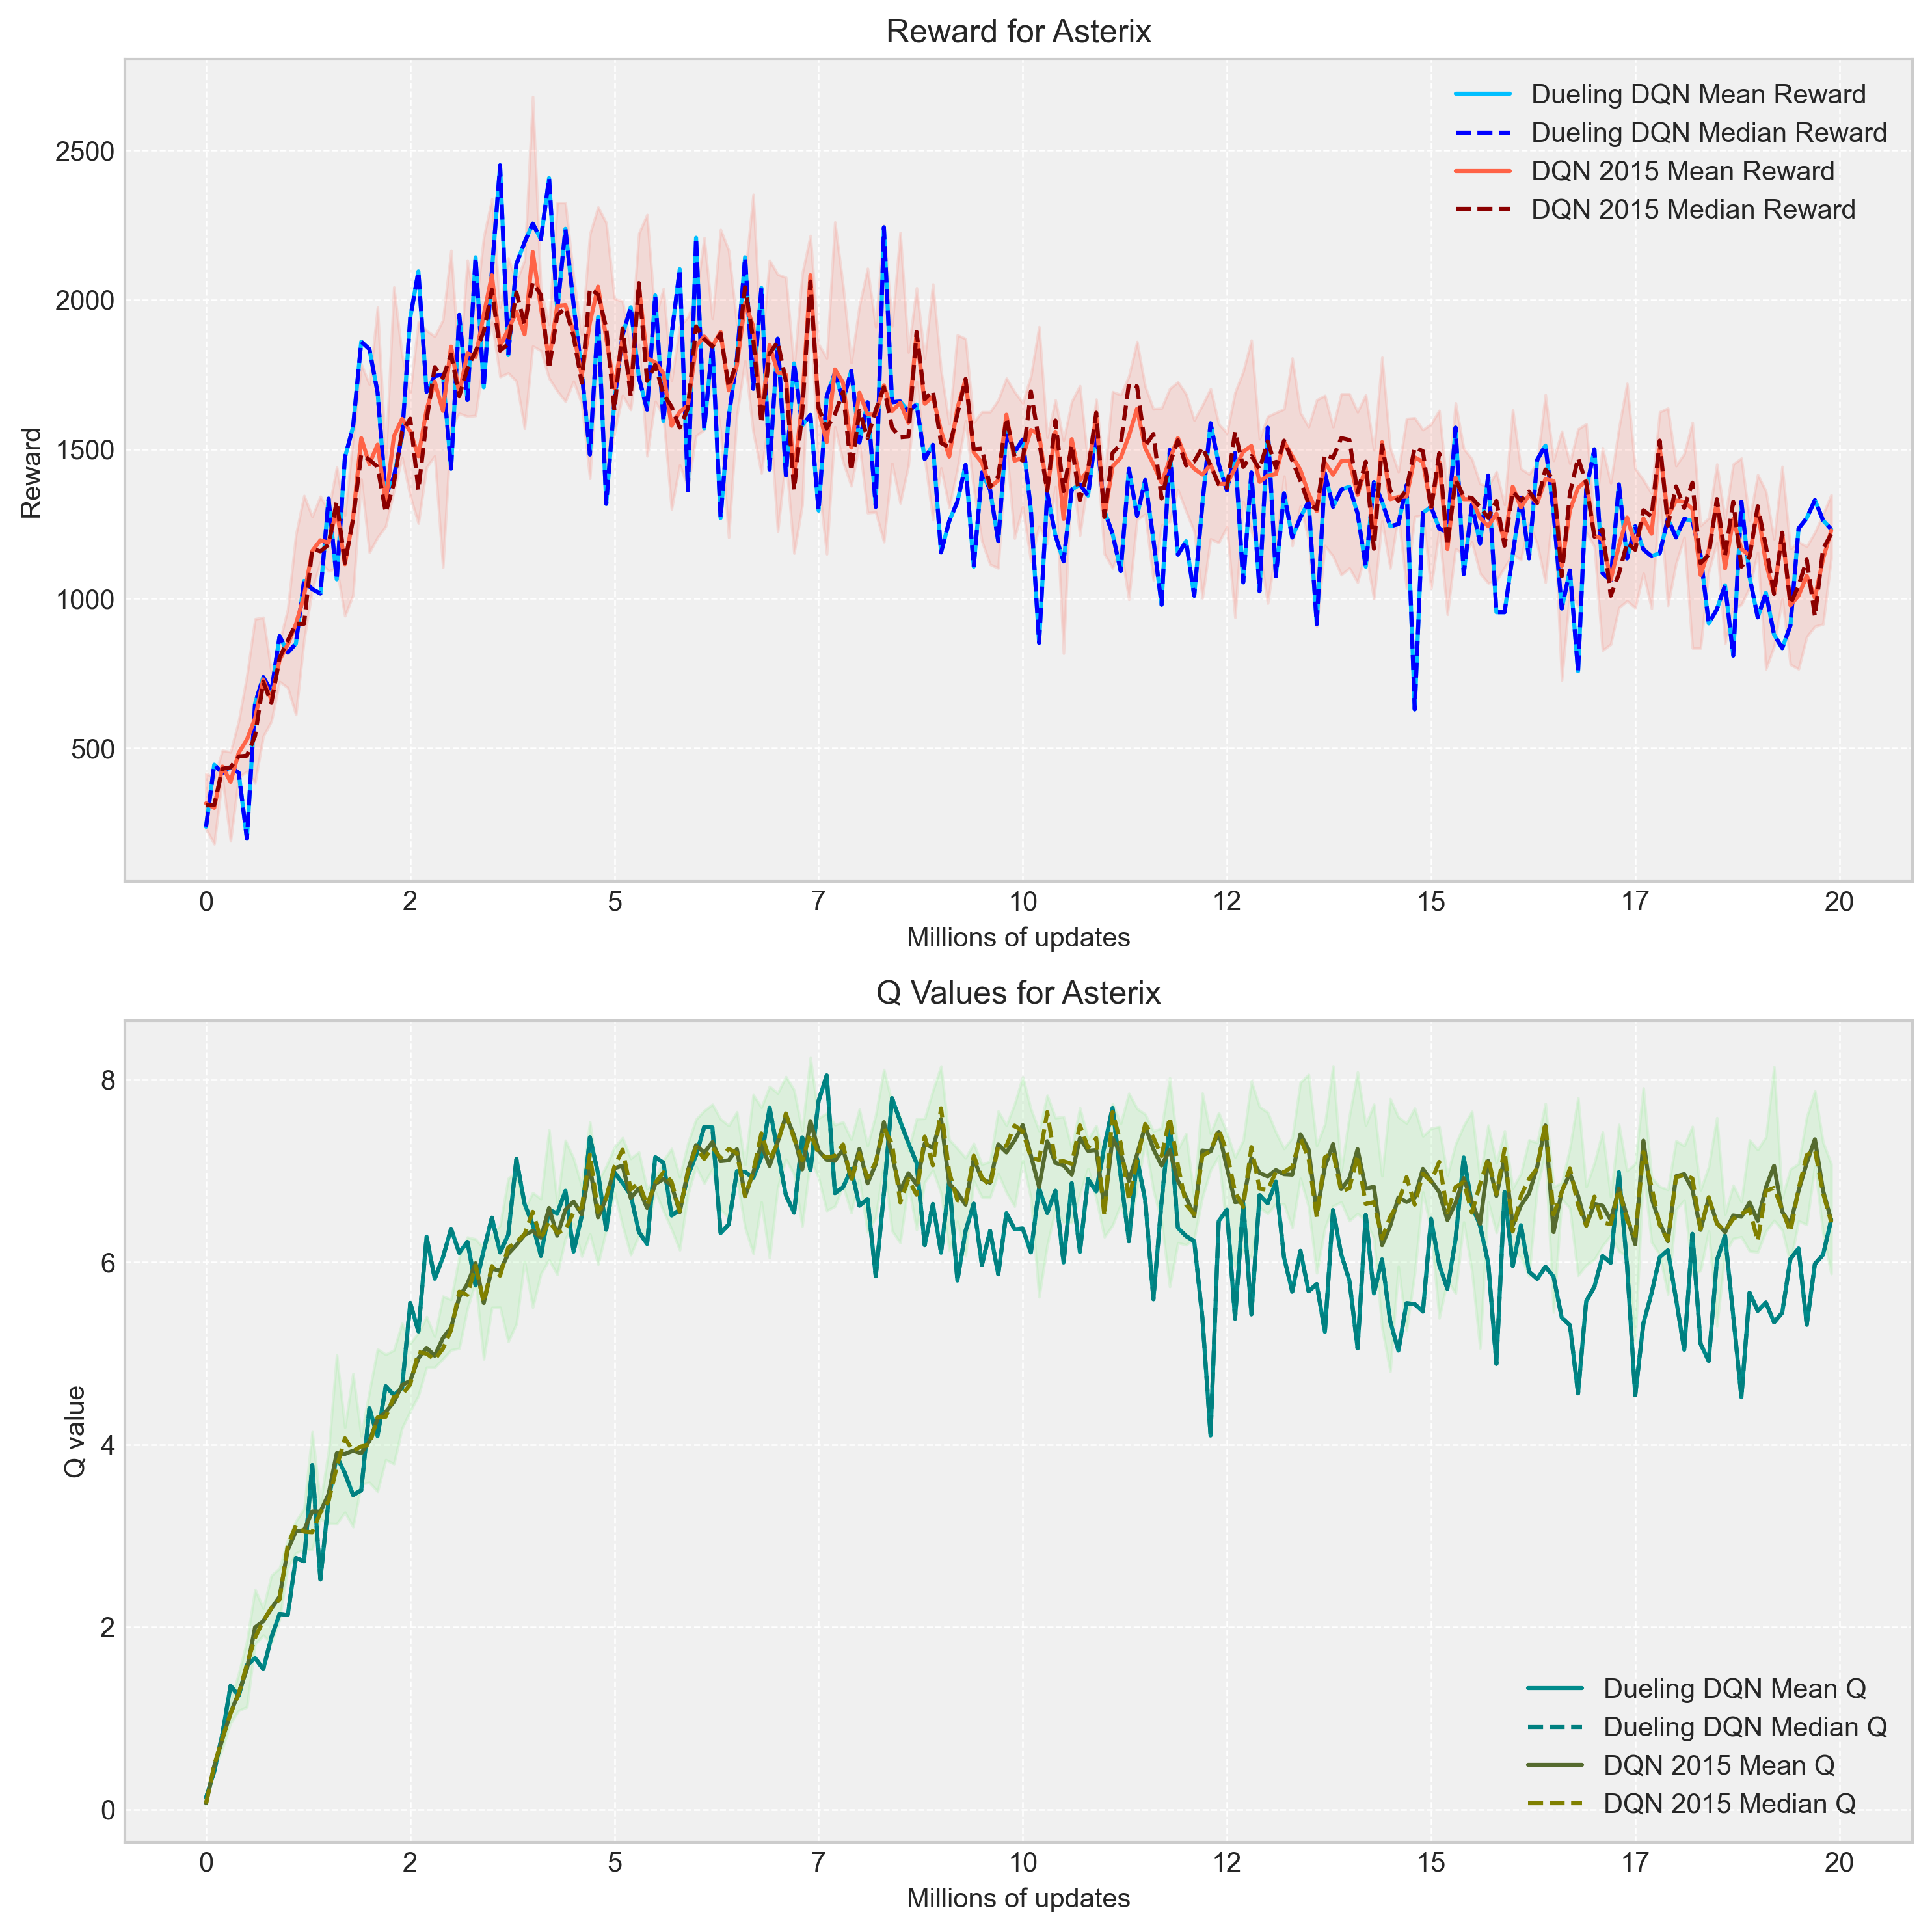 Reward for Asterix
Dueling DQN Mean Reward
Dueling DQN Median Reward
DQN 2015 Mean Reward
DQN 2015 Median Reward
2500
2000
1500
1000
500
Reward
0 2 5 7 10 12 15 17 20
Millions of updates
Q Values for Asterix
8
6
4
2
0
Q value
Dueling DQN Mean Q
Dueling DQN Median Q
DQN 2015 Mean Q
DQN 2015 Median Q
0 2 5 7 10 12 15 17 20
Millions of updates